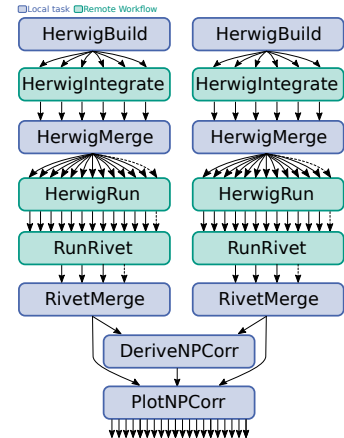 Local task Remote Workflow
HerwigBuild HerwigBuild
HerwigIntegrate HerwigIntegrate
HerwigMerge HerwigMerge
HerwigRun HerwigRun
RunRivet RunRivet
RivetMerge RivetMerge
DeriveNPCorr
PlotNPCorr